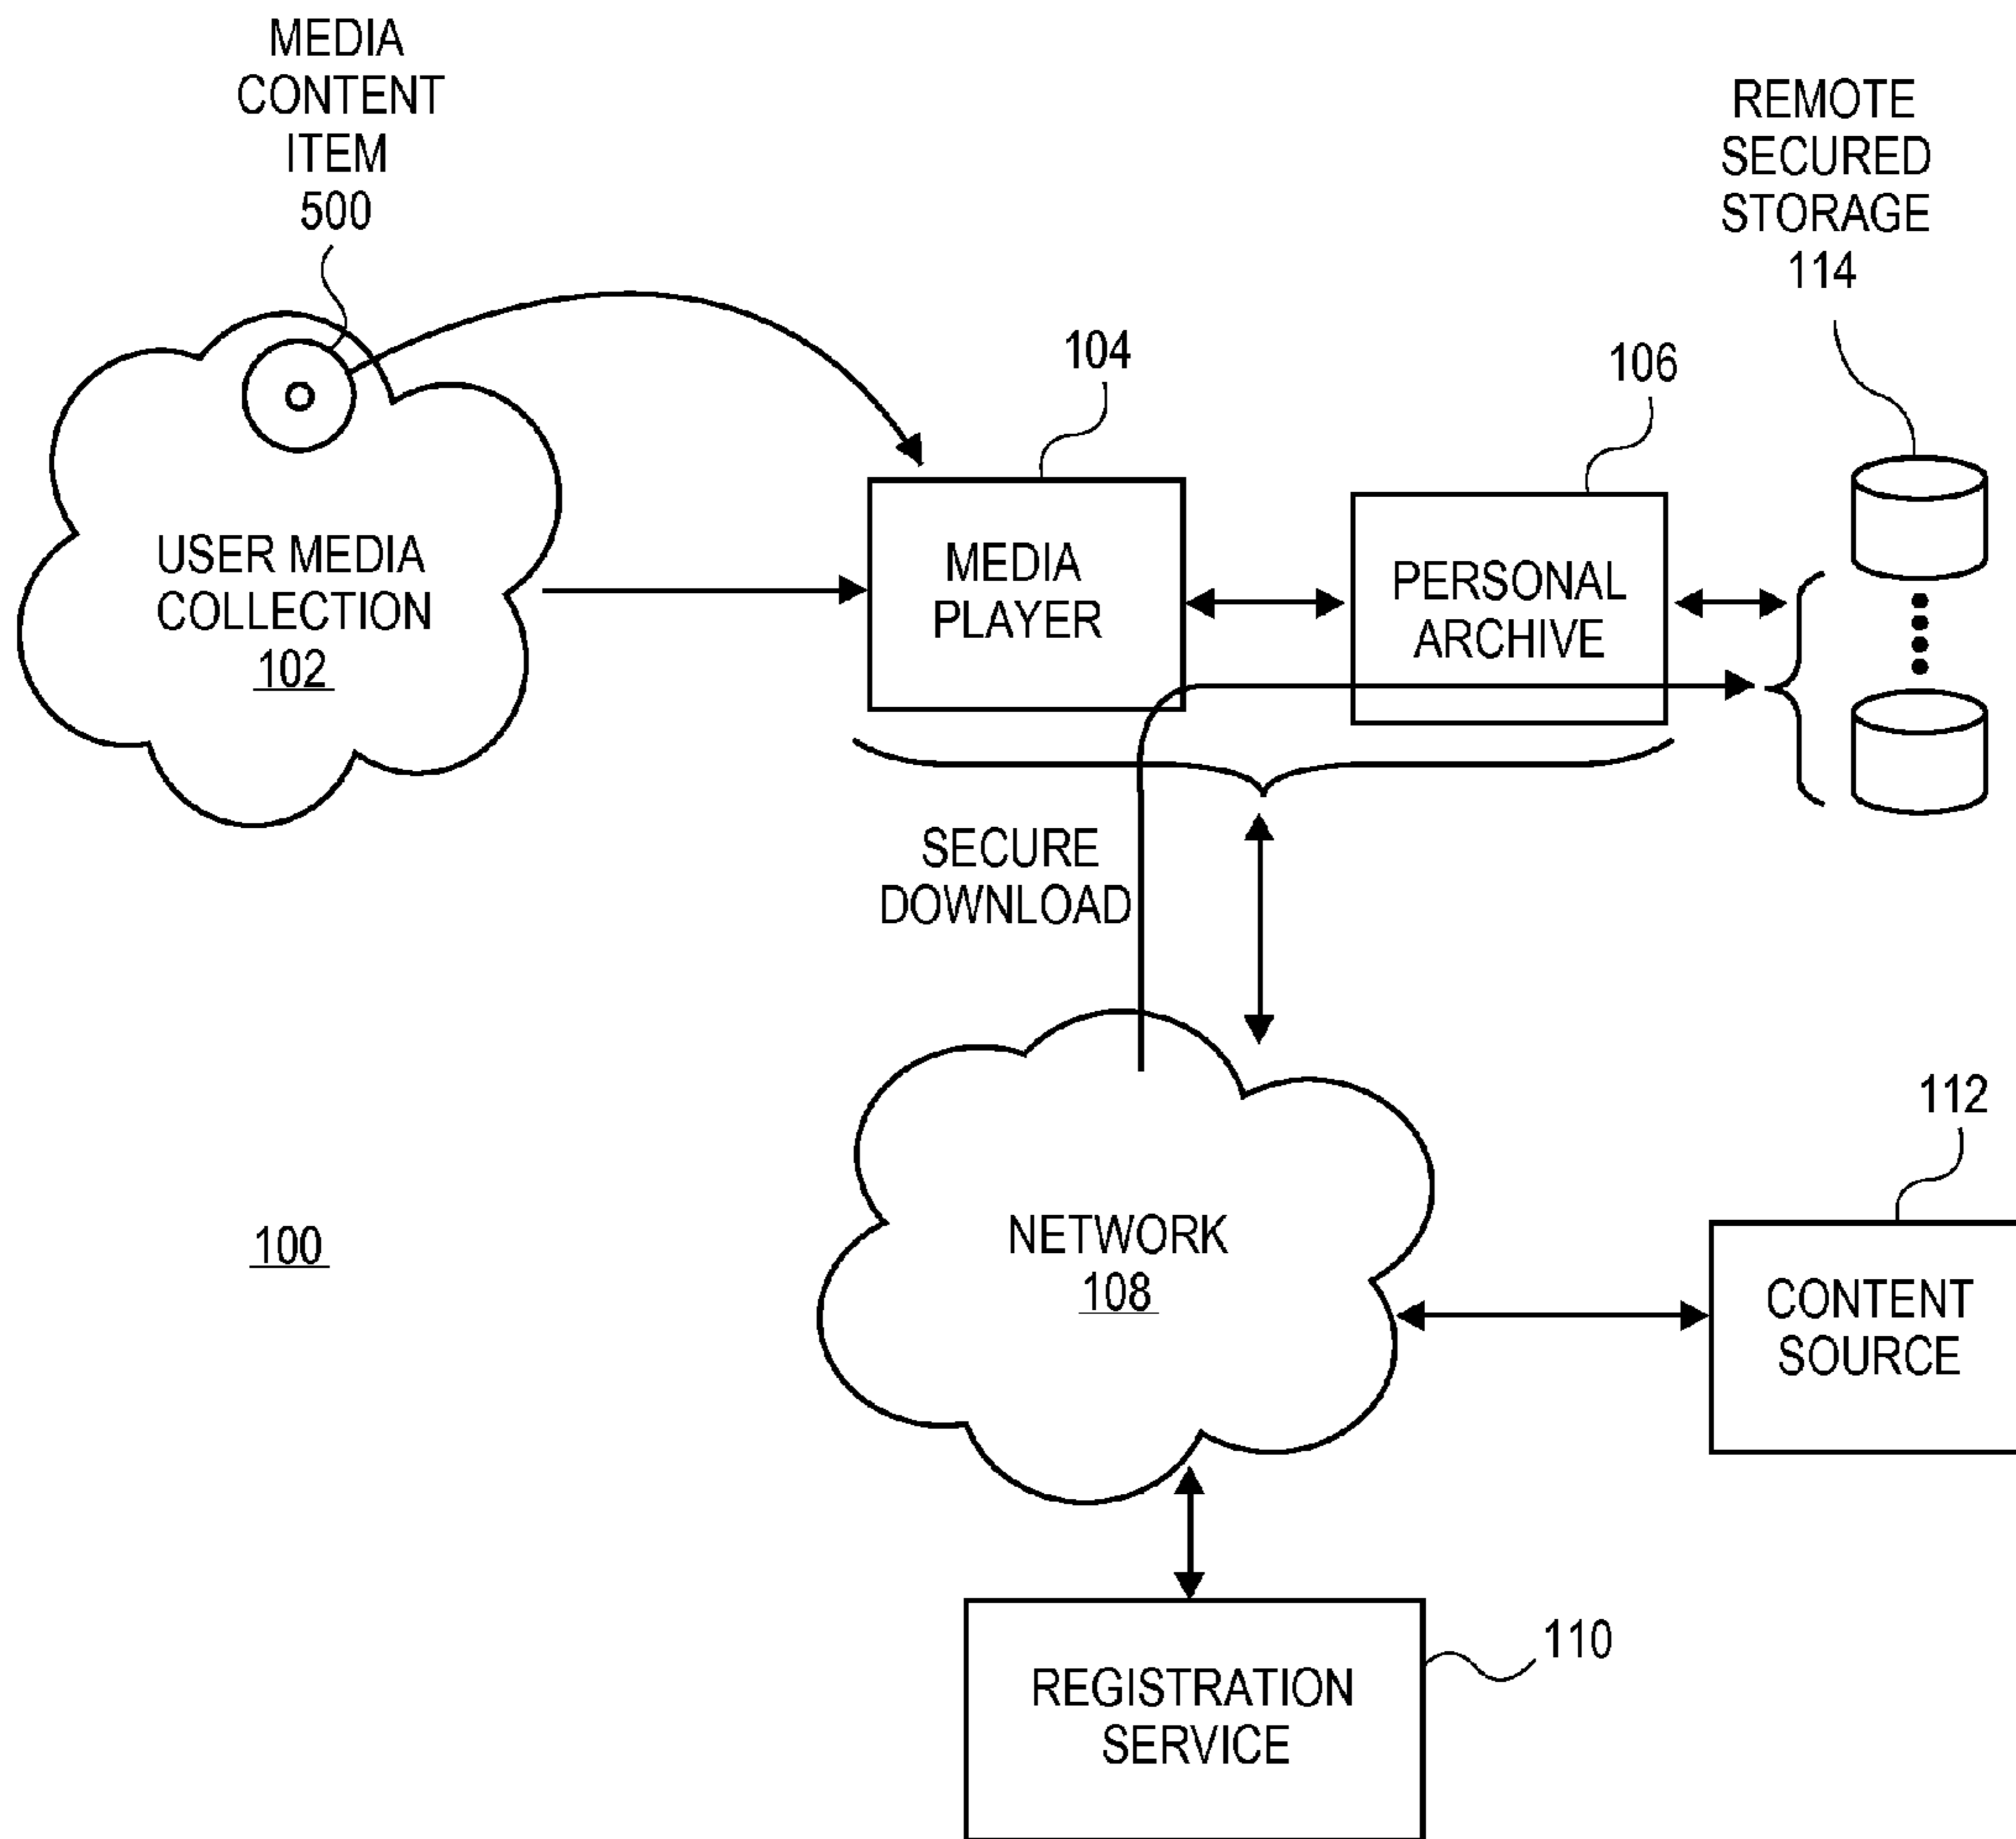 MEDIA
CONTENT
ITEM
500
REMOTE
SECURED
STORAGE
114
104
106
USER MEDIA
COLLECTION
102
MEDIA
PLAYER
PERSONAL
ARCHIVE
SECURE
DOWNLOAD
112
100
NETWORK
108
CONTENT
SOURCE
110
REGISTRATION
SERVICE